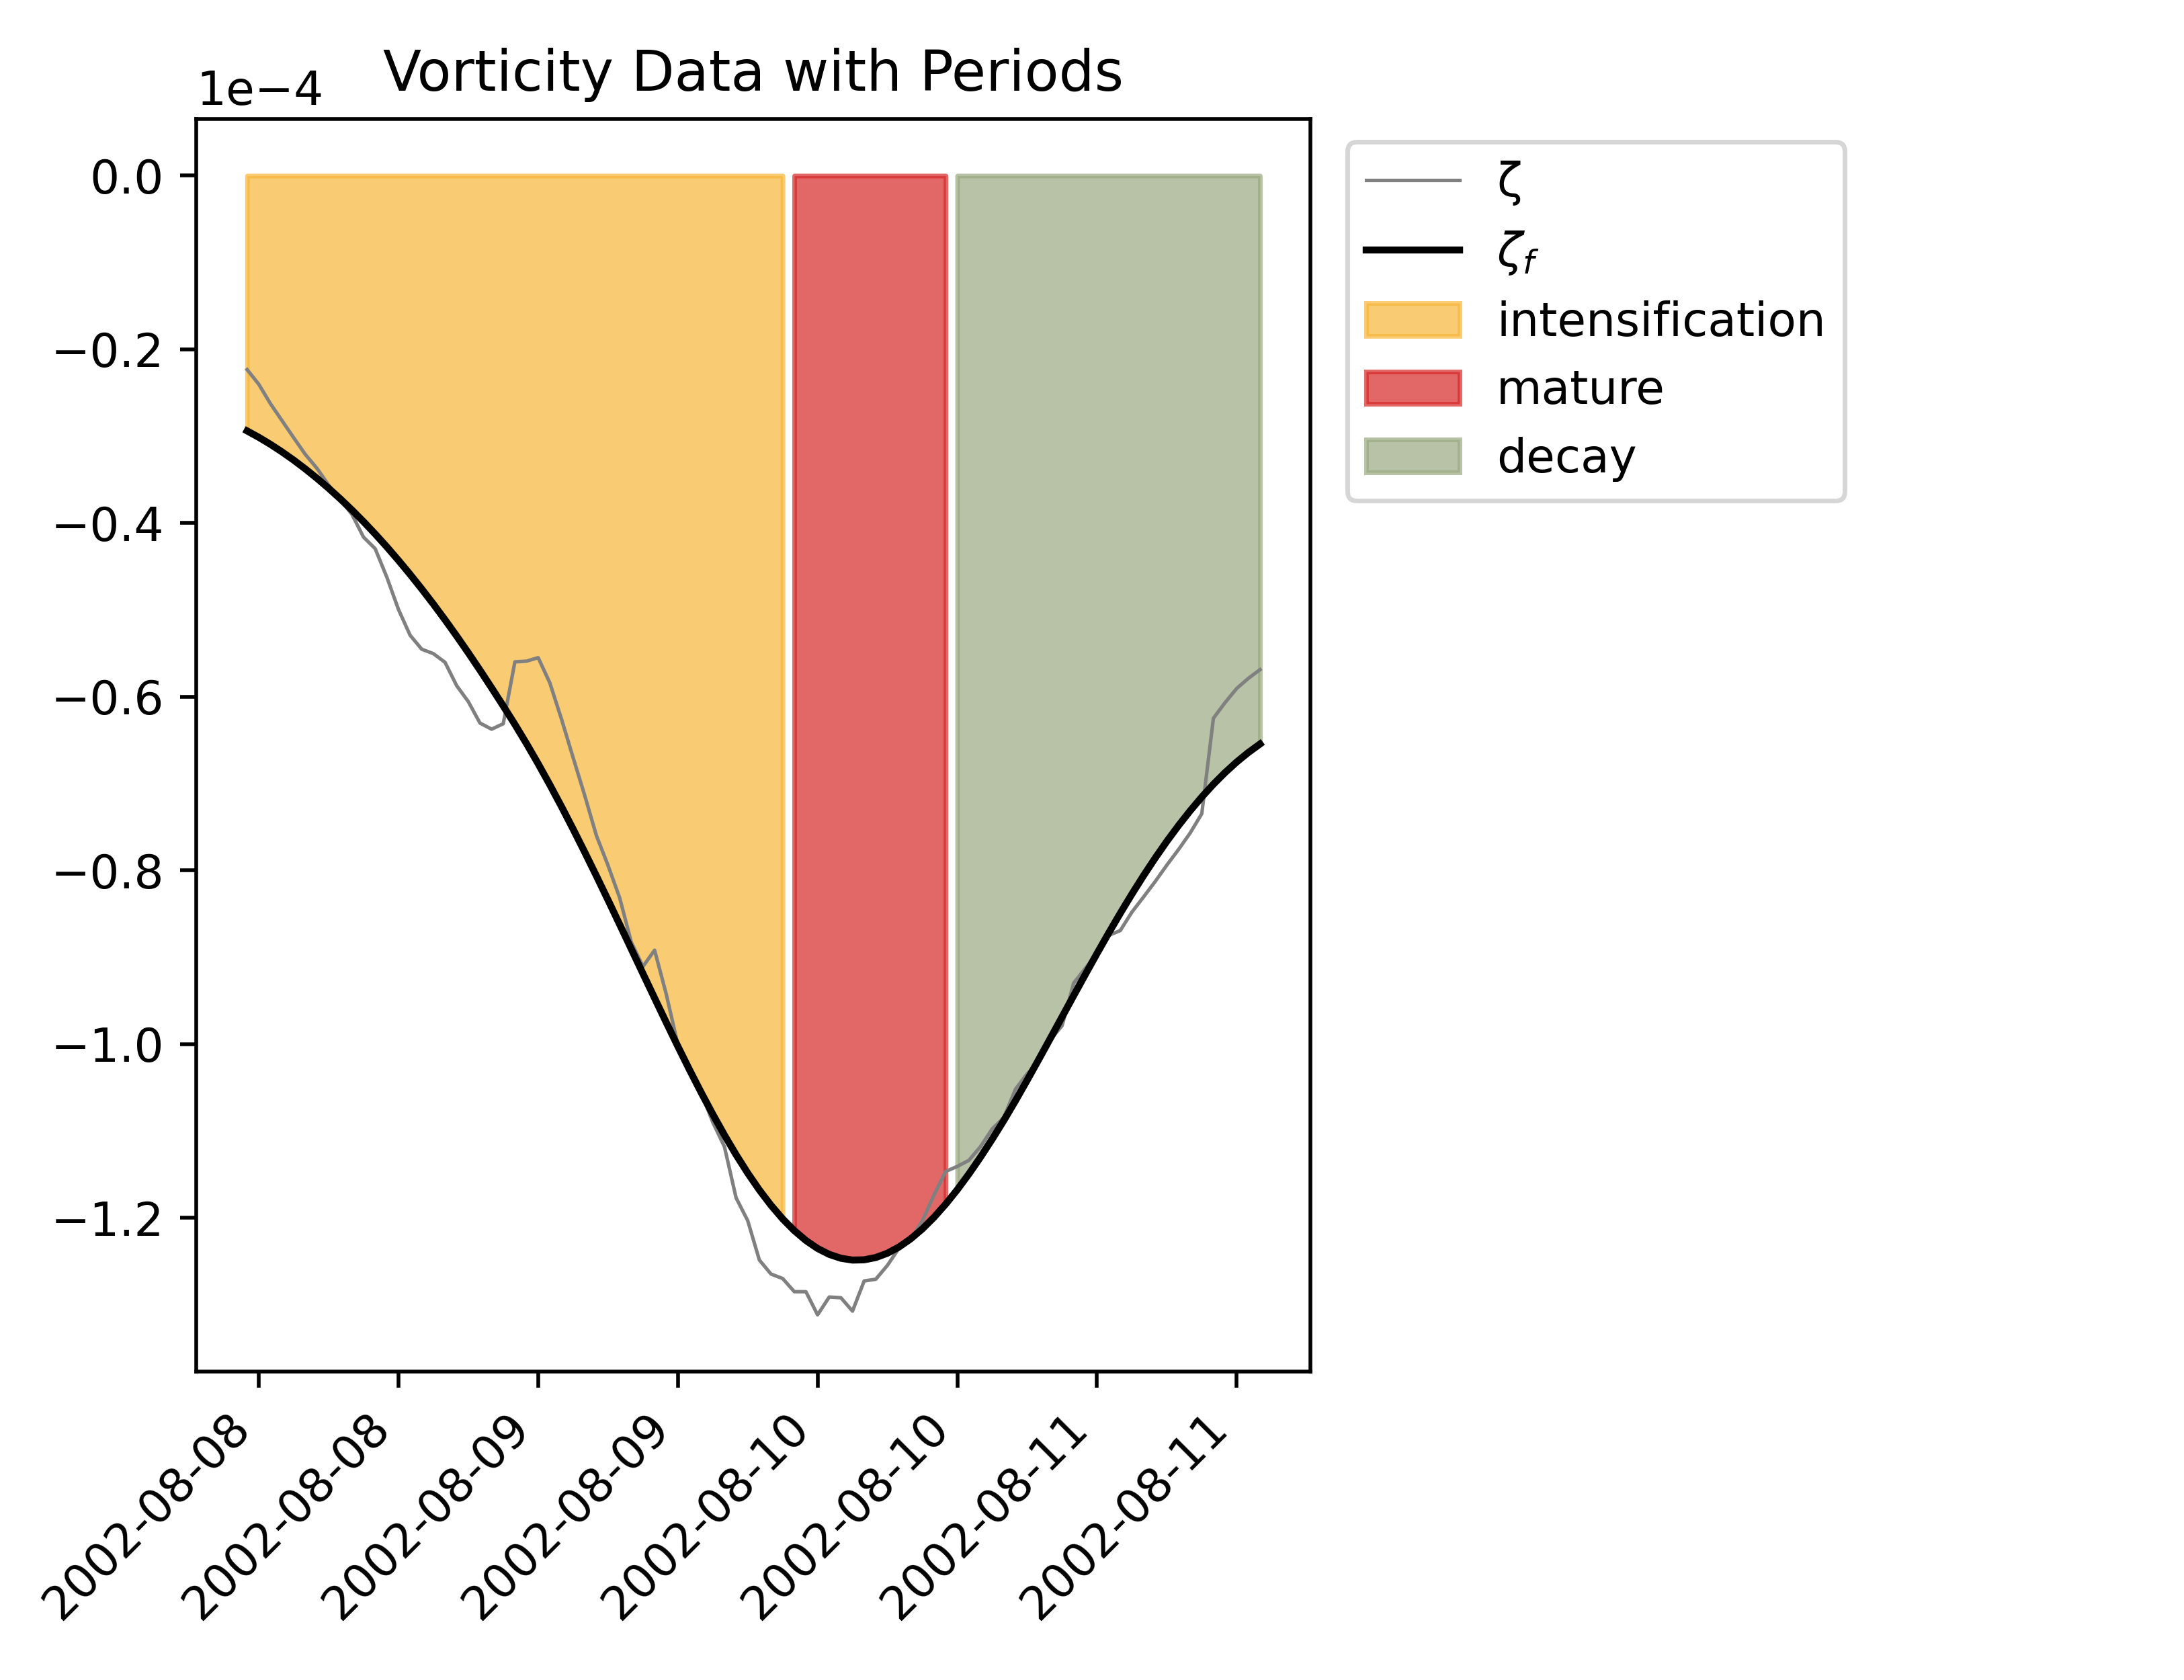 Vorticity Data with Periods
1e−4
0.0
−0.2
−0.4
−0.6
−0.8
−1.0
−1.2
2002-08-08
2002-08-08
2002-08-09
2002-08-09
2002-08-10
2002-08-10
2002-08-11
2002-08-11
ζ
ζf
intensification
mature
decay